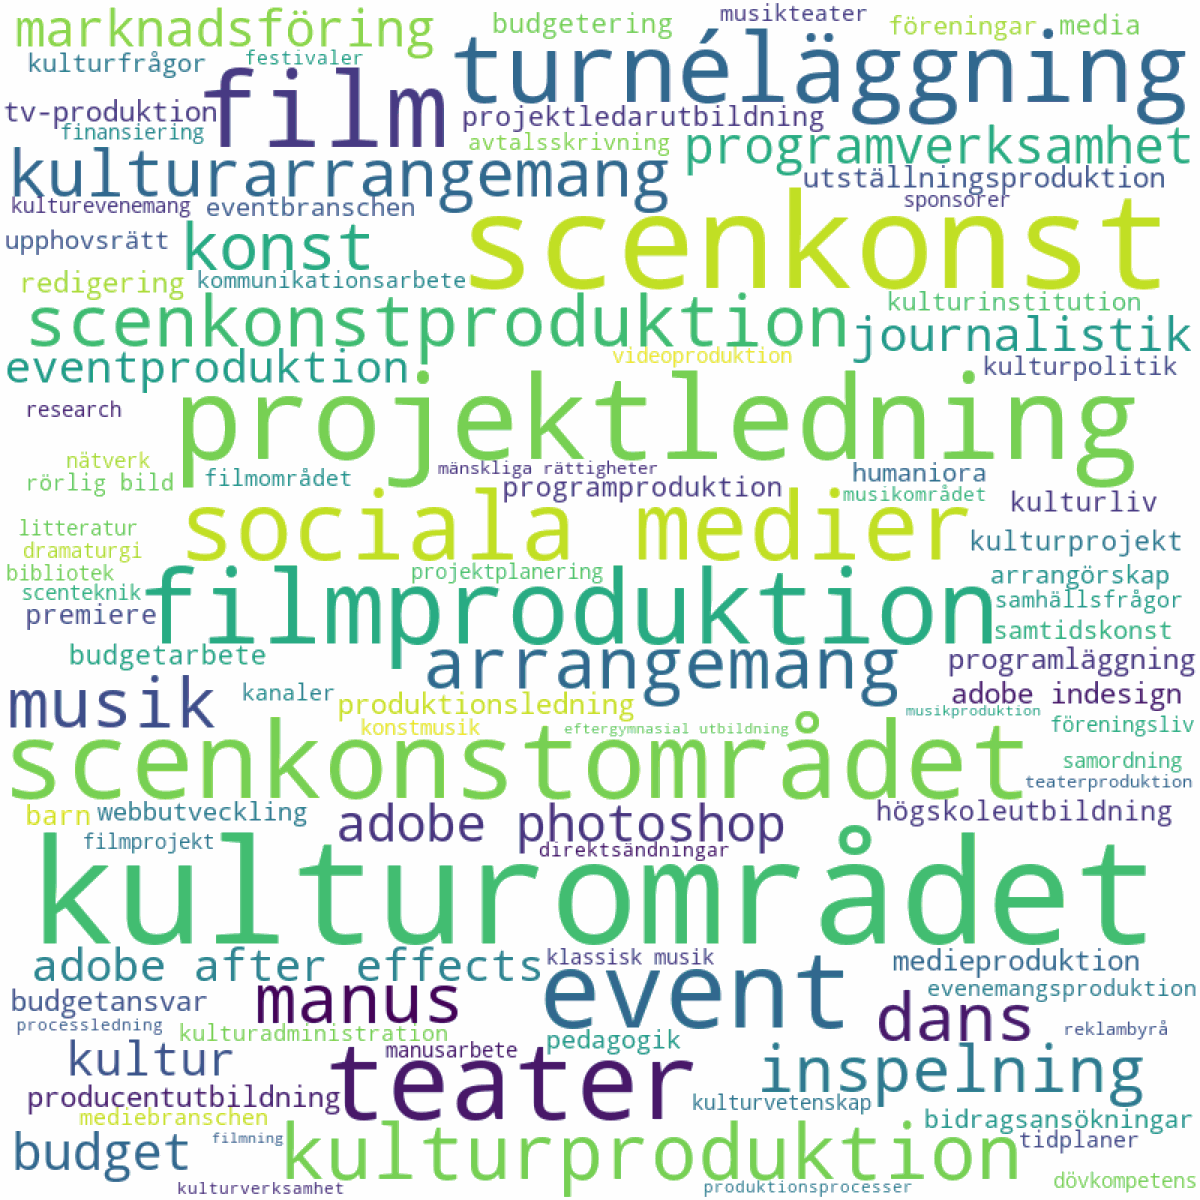 marknadsföring
budgetering
musikteater
föreningar
media
kulturfrågor
festivaler
turnéläggning
tv-produktion
film
projektledarutbildning
finansiering
avtalsskrivning
programverksamhet
kulturarrangemang
utställningsproduktion
kulturevenemang
eventbranschen
sponsorer
upphovsrätt
konst
scenkonst
redigering
kommunikationsarbete
kulturinstitution
scenkonstproduktion
journalistik
eventproduktion
videoproduktion
kulturpolitik
research
projektledning
nätverk
filmområdet
mänskliga rättigheter
humaniora
rörlig bild
programproduktion
musikområdet
kulturliv
litteratur
sociala medier
kulturprojekt
dramaturgi
bibliotek
projektplanering
arrangörskap
scenteknik
filmproduktion
samhällsfrågor
premiere
samtidskonst
budgetarbete
arrangemang
programläggning
musik
kanaler
produktionsledning
adobe indesign
musikproduktion
konstmusik
eftergymnasial utbildning
föreningsliv
scenkonstområdet
samordning
teaterproduktion
barn
webbutveckling
adobe photoshop
högskoleutbildning
filmprojekt
direktsändningar
kulturområdet
adobe after effects
klassisk musik
medieproduktion
budgetansvar
manus
event
dans
evenemangsproduktion
processledning
kulturadministration
pedagogik
reklambyrå
kultur
manusarbete
teater
inspelning
producentutbildning
kulturvetenskap
mediebranschen
bidragsansökningar
budget
filmning
kulturproduktion
tidplaner
kulturverksamhet
produktionsprocesser
dövkompetens